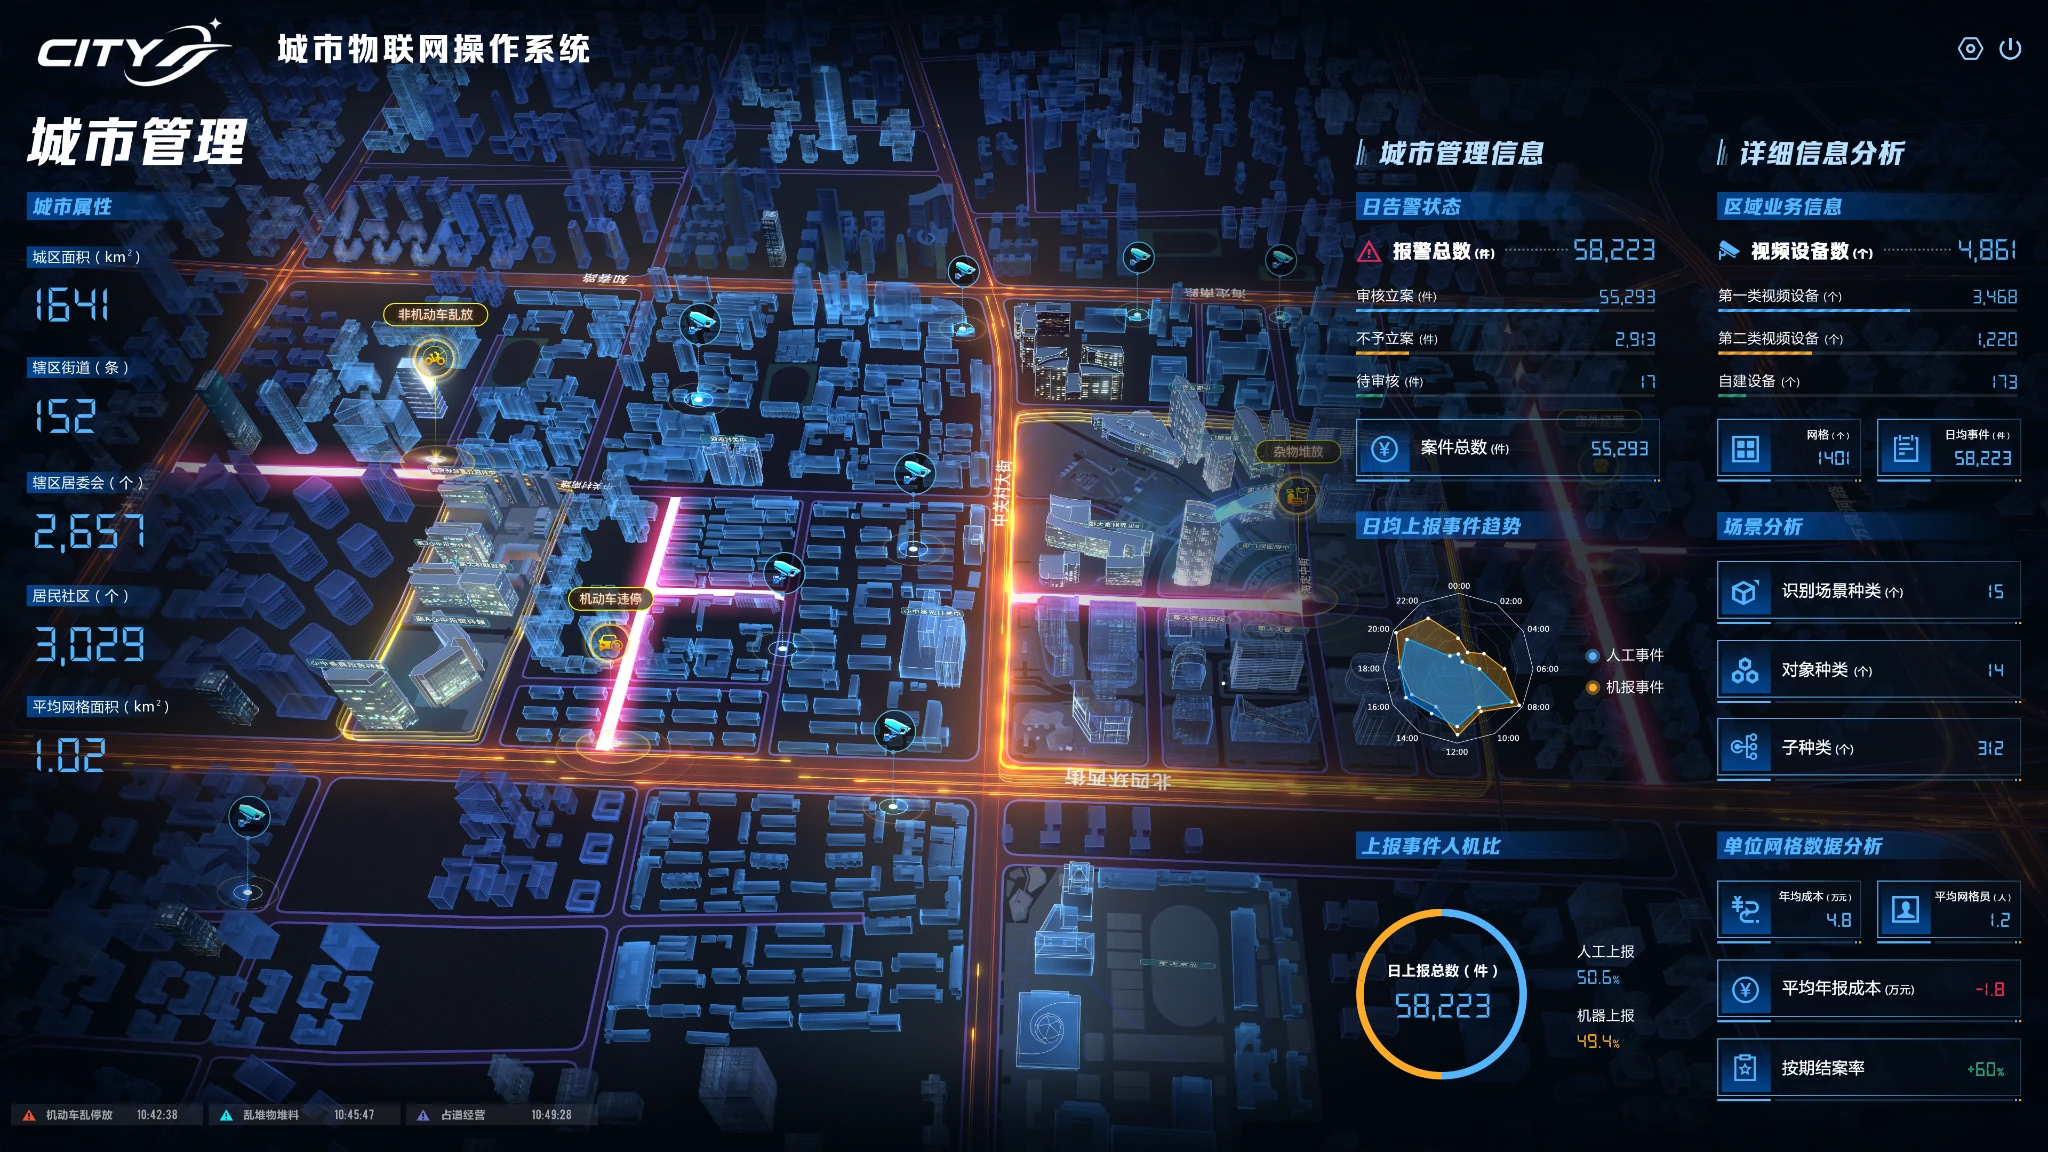 CITY
城市物联网操作系统
城市管理
城市属性
城区面积（km²）
1641
辖区街道（条）
152
辖区居委会（个）
2,657
居民社区（个）
3,029
平均网格面积（km²）
1.02
非机动车乱放
机动车违停
杂物堆放
店外经营
知春路
海淀南路
中关村大街
北四环西街
城市管理信息
日告警状态
报警总数(件) 58,223
审核立案(件) 55,293
不予立案(件) 2,913
待审核(件) 17
案件总数(件) 55,293
日均上报事件趋势
00:00
02:00
04:00
06:00
08:00
10:00
12:00
14:00
16:00
18:00
20:00
22:00
人工事件
机报事件
上报事件人机比
日上报总数（件）
58,223
人工上报
50.6%
机器上报
49.4%
详细信息分析
区域业务信息
视频设备数(个) 4,861
第一类视频设备(个) 3,468
第二类视频设备(个) 1,220
自建设备(个) 173
网格(个)
1401
日均事件(件)
58,223
场景分析
识别场景种类(个) 15
对象种类(个) 14
子种类(个) 312
单位网格数据分析
年均成本(万元)
4.8
平均网格员(人)
1.2
平均年报成本(万元) -1.8
按期结案率 +60%
机动车乱停放 10:42:38
乱堆物堆料 10:45:47
占道经营 10:49:28